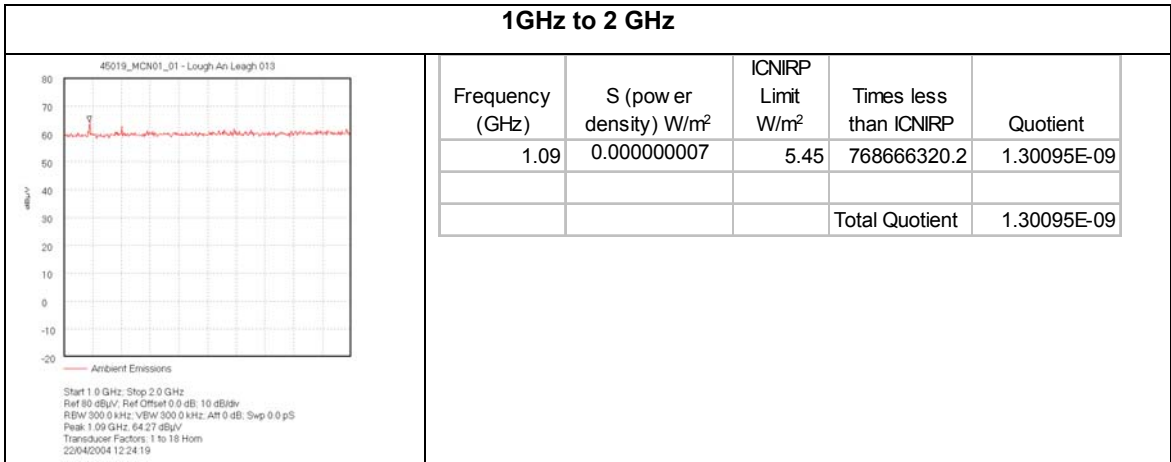 1GHz to 2 GHz
45019_MCN01_01 - Lough An Leagh 013
80
70
60
50
40
30
20
10
0
-10
-20
dBµV
Ambient Emissions
Start 1.0 GHz; Stop 2.0 GHz
Ref 80 dBµV; Ref Offset 0.0 dB; 10 dB/div
RBW 300.0 kHz; VBW 300.0 kHz; Att 0 dB; Swp 0.0 pS
Peak 1.09 GHz, 64.27 dBµV
Transducer Factors: 1 to 18 Horn
22/04/2004 12:24:19
Frequency (GHz) S (pow er density) W/m² ICNIRP Limit W/m² Times less than ICNIRP Quotient
1.09 0.000000007 5.45 768666320.2 1.30095E-09
Total Quotient 1.30095E-09